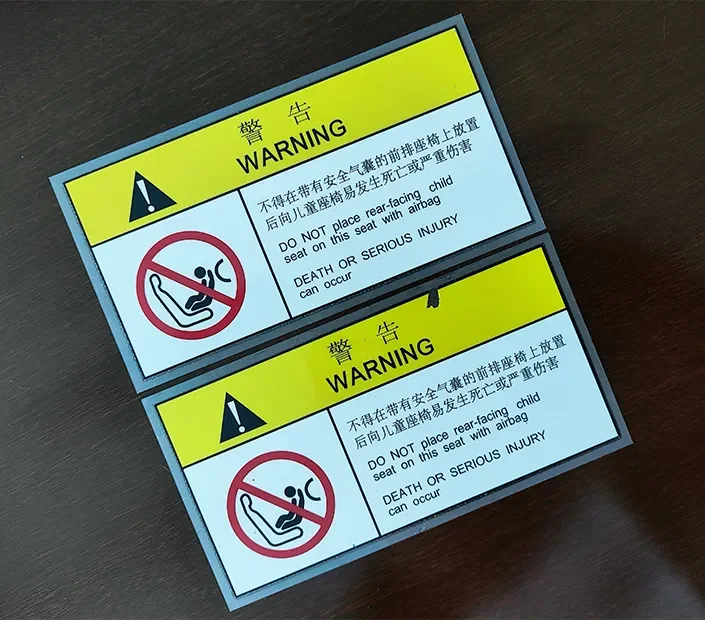 警 告
WARNING
不得在带有安全气囊的前排座椅上放置
后向儿童座椅易发生死亡或严重伤害
DO NOT place rear-facing child
seat on this seat with airbag
DEATH OR SERIOUS INJURY
can occur
警 告
WARNING
不得在带有安全气囊的前排座椅上放置
后向儿童座椅易发生死亡或严重伤害
DO NOT place rear-facing child
seat on this seat with airbag
DEATH OR SERIOUS INJURY
can occur